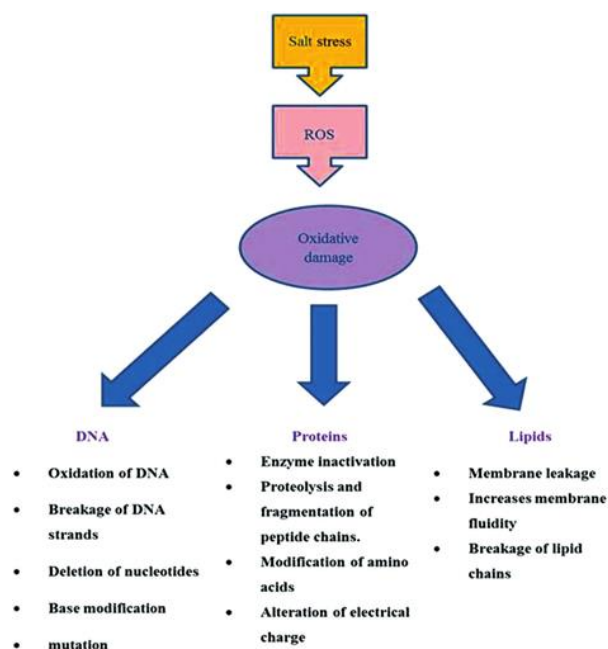 Salt stress
ROS
Oxidative
damage
DNA
• Oxidation of DNA
• Breakage of DNA
strands
• Deletion of nucleotides
• Base modification
• mutation
Proteins
• Enzyme inactivation
• Proteolysis and
fragmentation of
peptide chains.
• Modification of amino
acids
• Alteration of electrical
charge
Lipids
• Membrane leakage
• Increases membrane
fluidity
• Breakage of lipid
chains